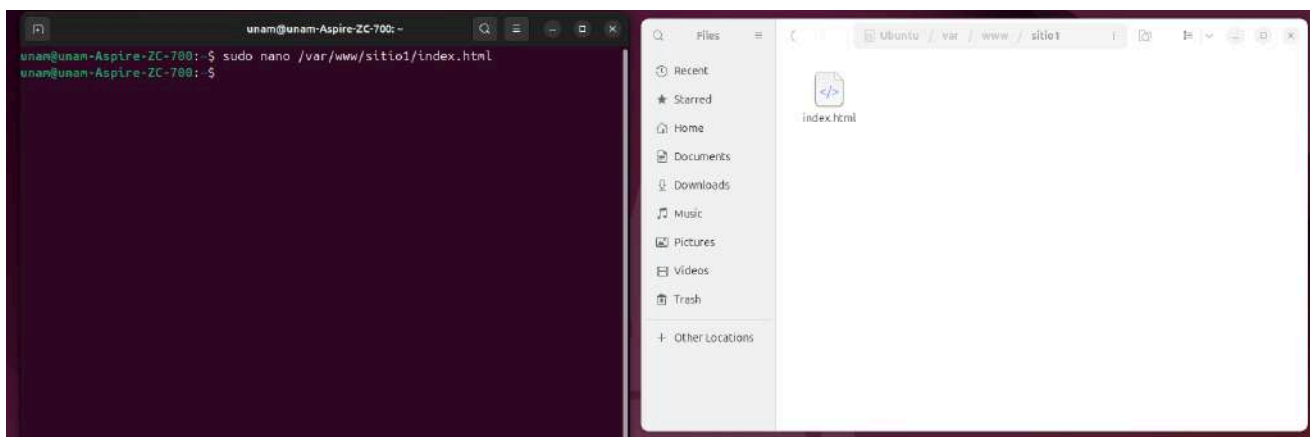 unam@unam-Aspire-ZC-700: ~
unam@unam-Aspire-ZC-700:~$ sudo nano /var/www/sitio1/index.html
unam@unam-Aspire-ZC-700:~$
Files
Ubuntu / var / www / sitio1
Recent
Starred
Home
Documents
Downloads
Music
Pictures
Videos
Trash
+ Other Locations
index.html